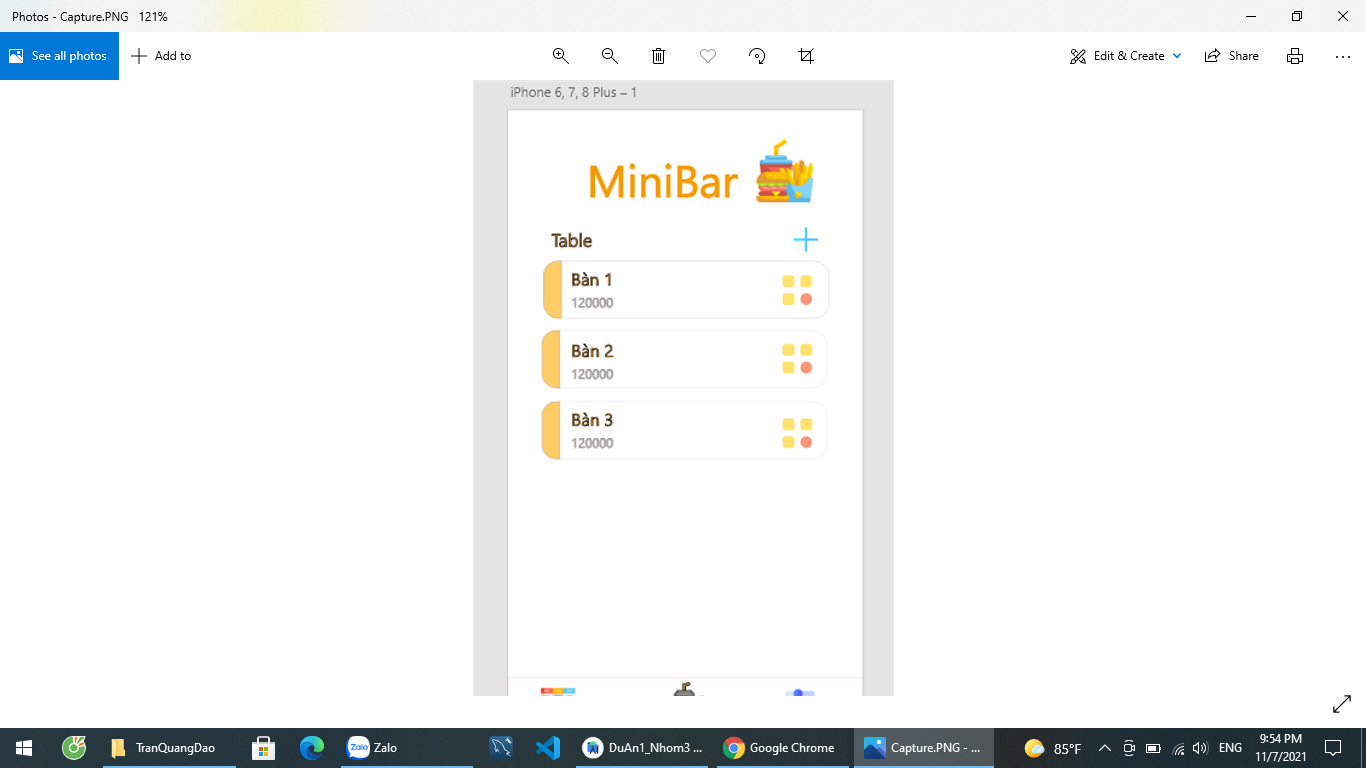 Photos - Capture.PNG 121%
See all photos
Add to
Edit & Create
Share
iPhone 6, 7, 8 Plus – 1
MiniBar
Table
Bàn 1
120000
Bàn 2
120000
Bàn 3
120000
TranQuangDao
Zalo
Zalo
DuAn1_Nhom3 ...
Google Chrome
Capture.PNG - ...
85°F
ENG
9:54 PM
11/7/2021